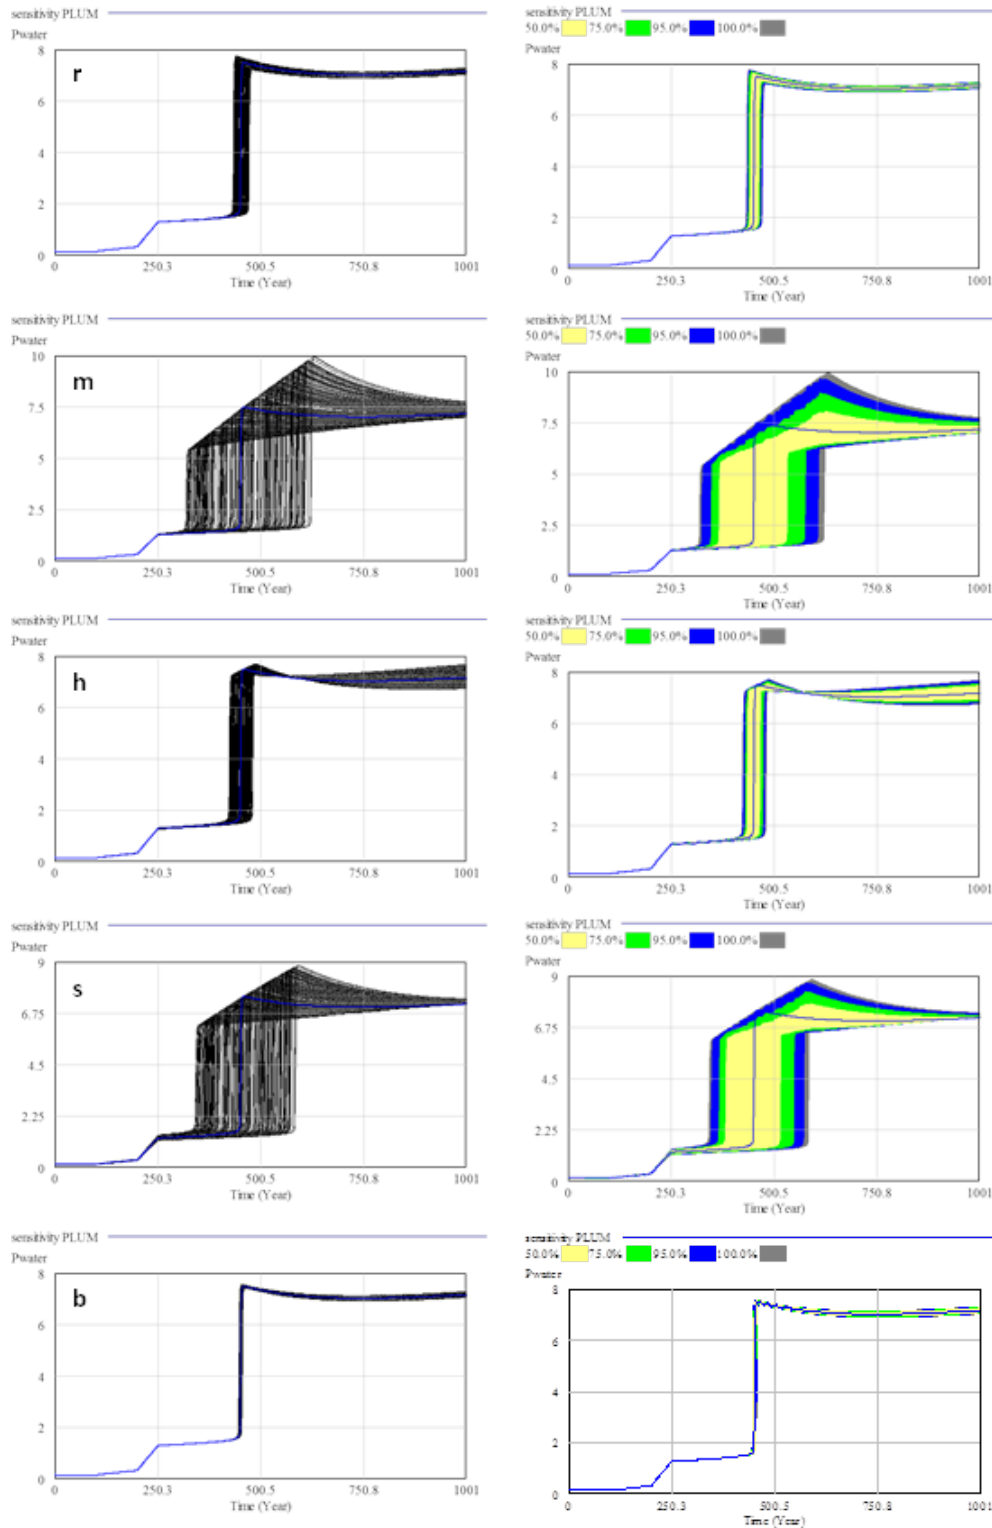 sensitivity PLUM
Pwater
8
r
6
4
2
0
0 250.3 500.5 750.8 1001
Time (Year)
sensitivity PLUM
50.0% 75.0% 95.0% 100.0%
Pwater
8
6
4
2
0
0 250.3 500.5 750.8 1001
Time (Year)
sensitivity PLUM
Pwater
10
m
7.5
5
2.5
0
0 250.3 500.5 750.8 1001
Time (Year)
sensitivity PLUM
50.0% 75.0% 95.0% 100.0%
Pwater
10
7.5
5
2.5
0
0 250.3 500.5 750.8 1001
Time (Year)
sensitivity PLUM
Pwater
8
h
6
4
2
0
0 250.3 500.5 750.8 1001
Time (Year)
sensitivity PLUM
50.0% 75.0% 95.0% 100.0%
Pwater
8
6
4
2
0
0 250.3 500.5 750.8 1001
Time (Year)
sensitivity PLUM
Pwater
9
s
6.75
4.5
2.25
0
0 250.3 500.5 750.8 1001
Time (Year)
sensitivity PLUM
50.0% 75.0% 95.0% 100.0%
Pwater
9
6.75
4.5
2.25
0
0 250.3 500.5 750.8 1001
Time (Year)
sensitivity PLUM
Pwater
8
b
6
4
2
0
0 250.3 500.5 750.8 1001
Time (Year)
sensitivity PLUM
50.0% 75.0% 95.0% 100.0%
Pwater
8
6
4
2
0
0 250.3 500.5 750.8 1001
Time (Year)